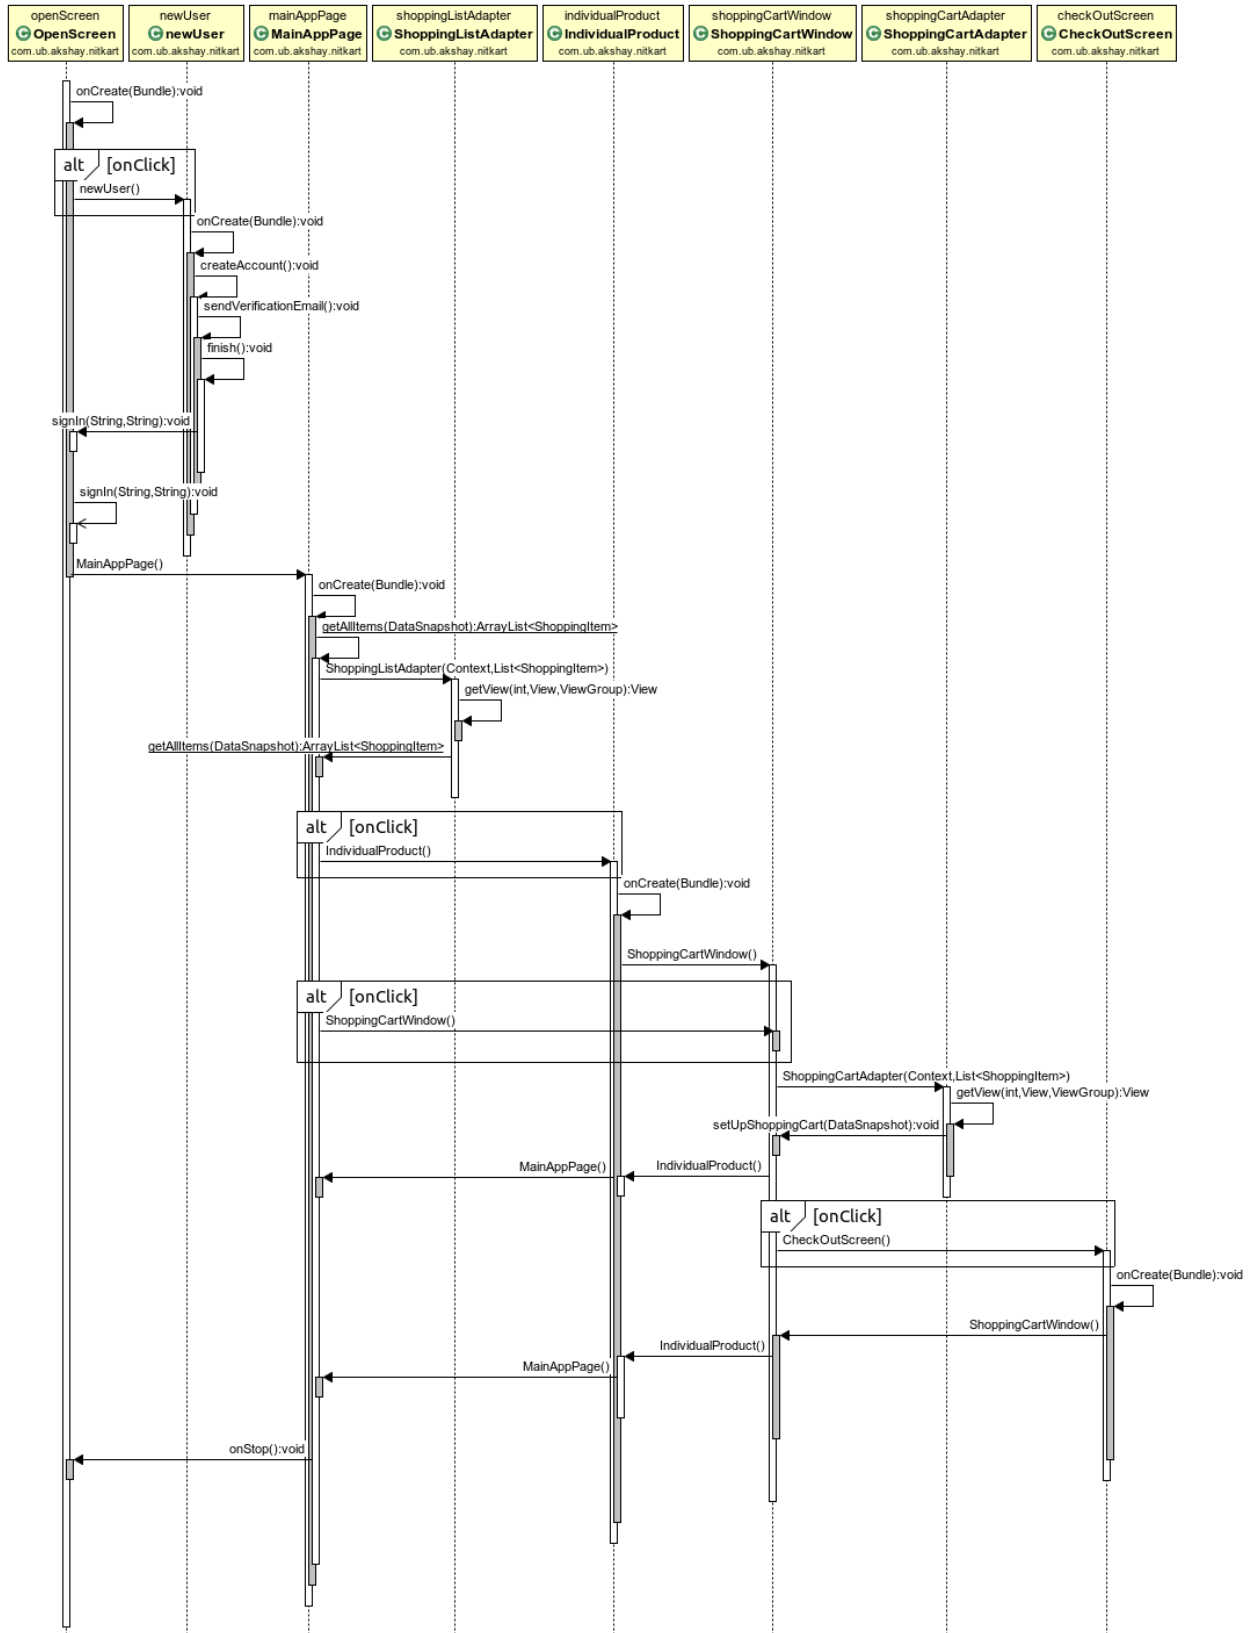 openScreen
OpenScreen
com.ub.akshay.nitkart
newUser
newUser
com.ub.akshay.nitkart
mainAppPage
MainAppPage
com.ub.akshay.nitkart
shoppingListAdapter
ShoppingListAdapter
com.ub.akshay.nitkart
individualProduct
IndividualProduct
com.ub.akshay.nitkart
shoppingCartWindow
ShoppingCartWindow
com.ub.akshay.nitkart
shoppingCartAdapter
ShoppingCartAdapter
com.ub.akshay.nitkart
checkOutScreen
CheckOutScreen
com.ub.akshay.nitkart
onCreate(Bundle):void
alt [onClick]
newUser()
onCreate(Bundle):void
createAccount():void
sendVerificationEmail():void
finish():void
signIn(String,String):void
signIn(String,String):void
MainAppPage()
onCreate(Bundle):void
getAllItems(DataSnapshot):ArrayList<ShoppingItem>
ShoppingListAdapter(Context,List<ShoppingItem>)
getView(int,View,ViewGroup):View
getAllItems(DataSnapshot):ArrayList<ShoppingItem>
alt [onClick]
IndividualProduct()
onCreate(Bundle):void
ShoppingCartWindow()
alt [onClick]
ShoppingCartWindow()
ShoppingCartAdapter(Context,List<ShoppingItem>)
getView(int,View,ViewGroup):View
setUpShoppingCart(DataSnapshot):void
MainAppPage()
IndividualProduct()
alt [onClick]
CheckOutScreen()
onCreate(Bundle):void
ShoppingCartWindow()
IndividualProduct()
MainAppPage()
onStop():void